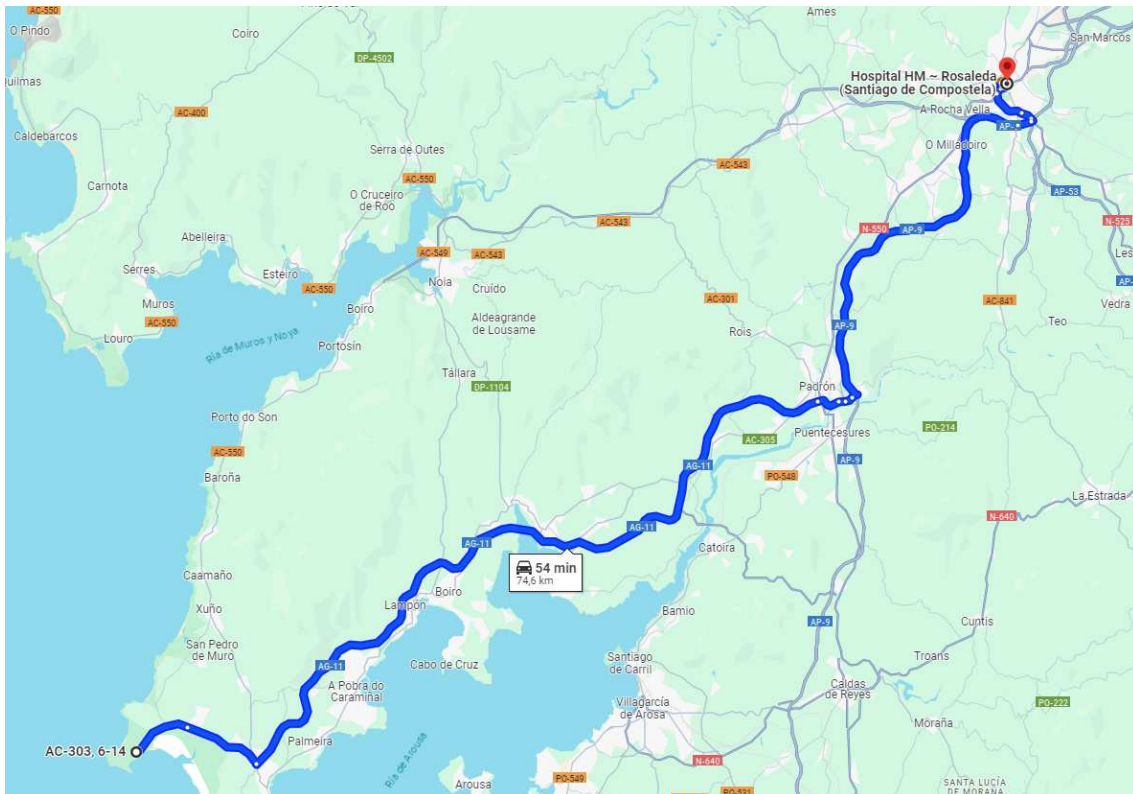 AC-550
O Pindo
Coiro
Ames
San Marcos
DP-4502
Quilmas
Hospital HM ~ Rosaleda
(Santiago de Compostela)
AC-400
A Rocha Vella
Caldebarcos
O Milladoiro
Serra de Outes
AC-543
Carnota
AC-550
AP-53
O Cruceiro
de Roo
AC-543
N-550
AP-9
N-525
Abelleira
AC-549
AC-543
Serres
Esteiro
AC-550
Noia
Cruído
AC-301
AC-841
Vedra
Muros
Boiro
Aldeagrande
de Lousame
Teo
AC-550
AP-9
Rois
Louro
Ría de Muros y Noya
Portosín
Tállara
DP-1104
Padrón
Porto do Son
Puentecesures
PO-214
AC-305
AC-550
AG-11
AP-9
Baroña
PO-548
La Estrada
N-640
AG-11
AG-11
Catoira
54 min
74,6 km
Caamaño
Boiro
Xuño
Lampón
Bamio
AP-9
Cuntis
San Pedro
de Muro
AG-11
Cabo de Cruz
Santiago
de Carril
Troans
A Pobra do
Caramiñal
Villagarcía
de Arosa
Caldas
de Reyes
PO-222
Moraña
AC-303, 6-14
Palmeira
Ría de Arousa
N-640
Arousa
PO-549
SANTA LUCÍA
DE MORAÑA
PO-531